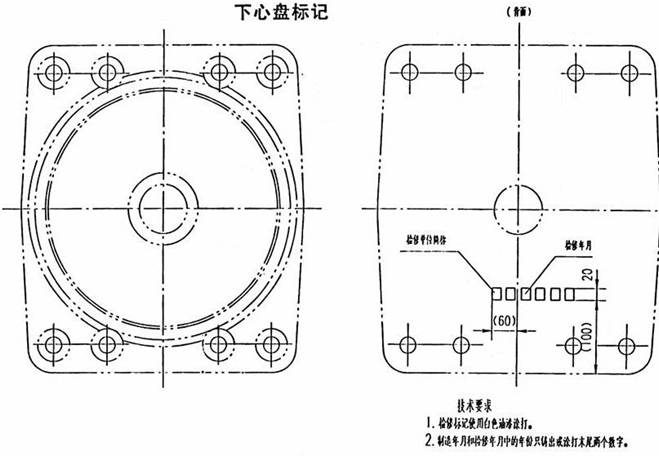 下心盘标记
(背面)
检修单位简称
检修年月
20
(60)
(100)
技术要求
1. 检修标记使用白色油漆涂打。
2. 制造年月和检修年月中的年份只铸出或涂打末尾两个数字。